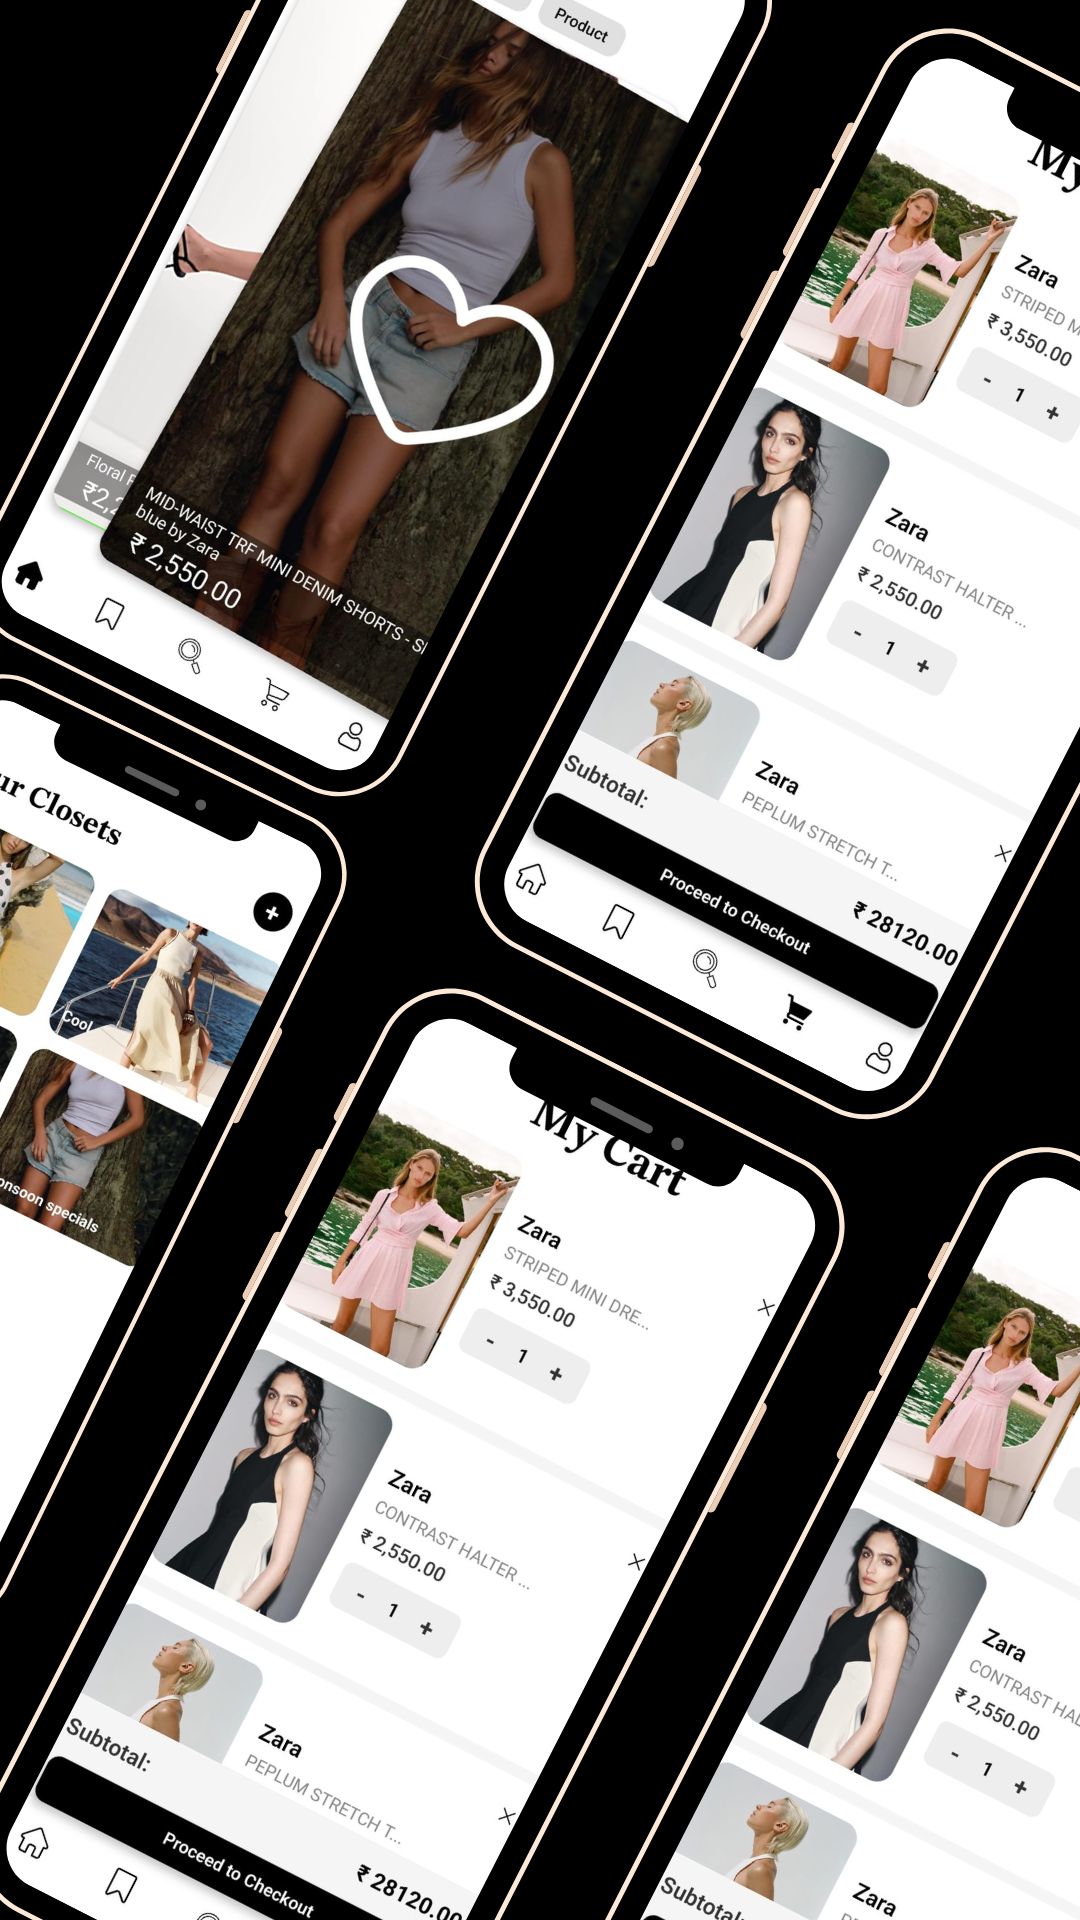 Product
Floral
₹2,2
MID-WAIST TRF MINI DENIM SHORTS -
blue by Zara
₹ 2,550.00
My
Zara
STRIPED M
₹ 3,550.00
- 1 +
Zara
CONTRAST HALTER ...
₹ 2,550.00
- 1 +
Zara
PEPLUM STRETCH T...
Subtotal:
₹ 28120.00
Proceed to Checkout
ur Closets
+
Cool
onsoon specials
My Cart
Zara
STRIPED MINI DRE...
₹ 3,550.00
- 1 +
Zara
CONTRAST HALTER ...
₹ 2,550.00
- 1 +
Zara
PEPLUM STRETCH T...
Subtotal:
₹ 28120.00
Proceed to Checkout
Zara
CONTRAST HAL
₹ 2,550.00
- 1 +
Zara
Subtotal: